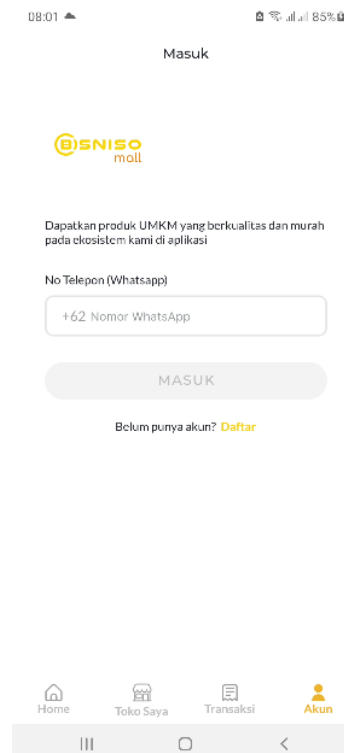 08:01
85%
Masuk
BISNISO
mall
Dapatkan produk UMKM yang berkualitas dan murah
pada ekosistem kami di aplikasi
No Telepon (Whatsapp)
+62 Nomor WhatsApp
MASUK
Belum punya akun? Daftar
Home
Toko Saya
Transaksi
Akun